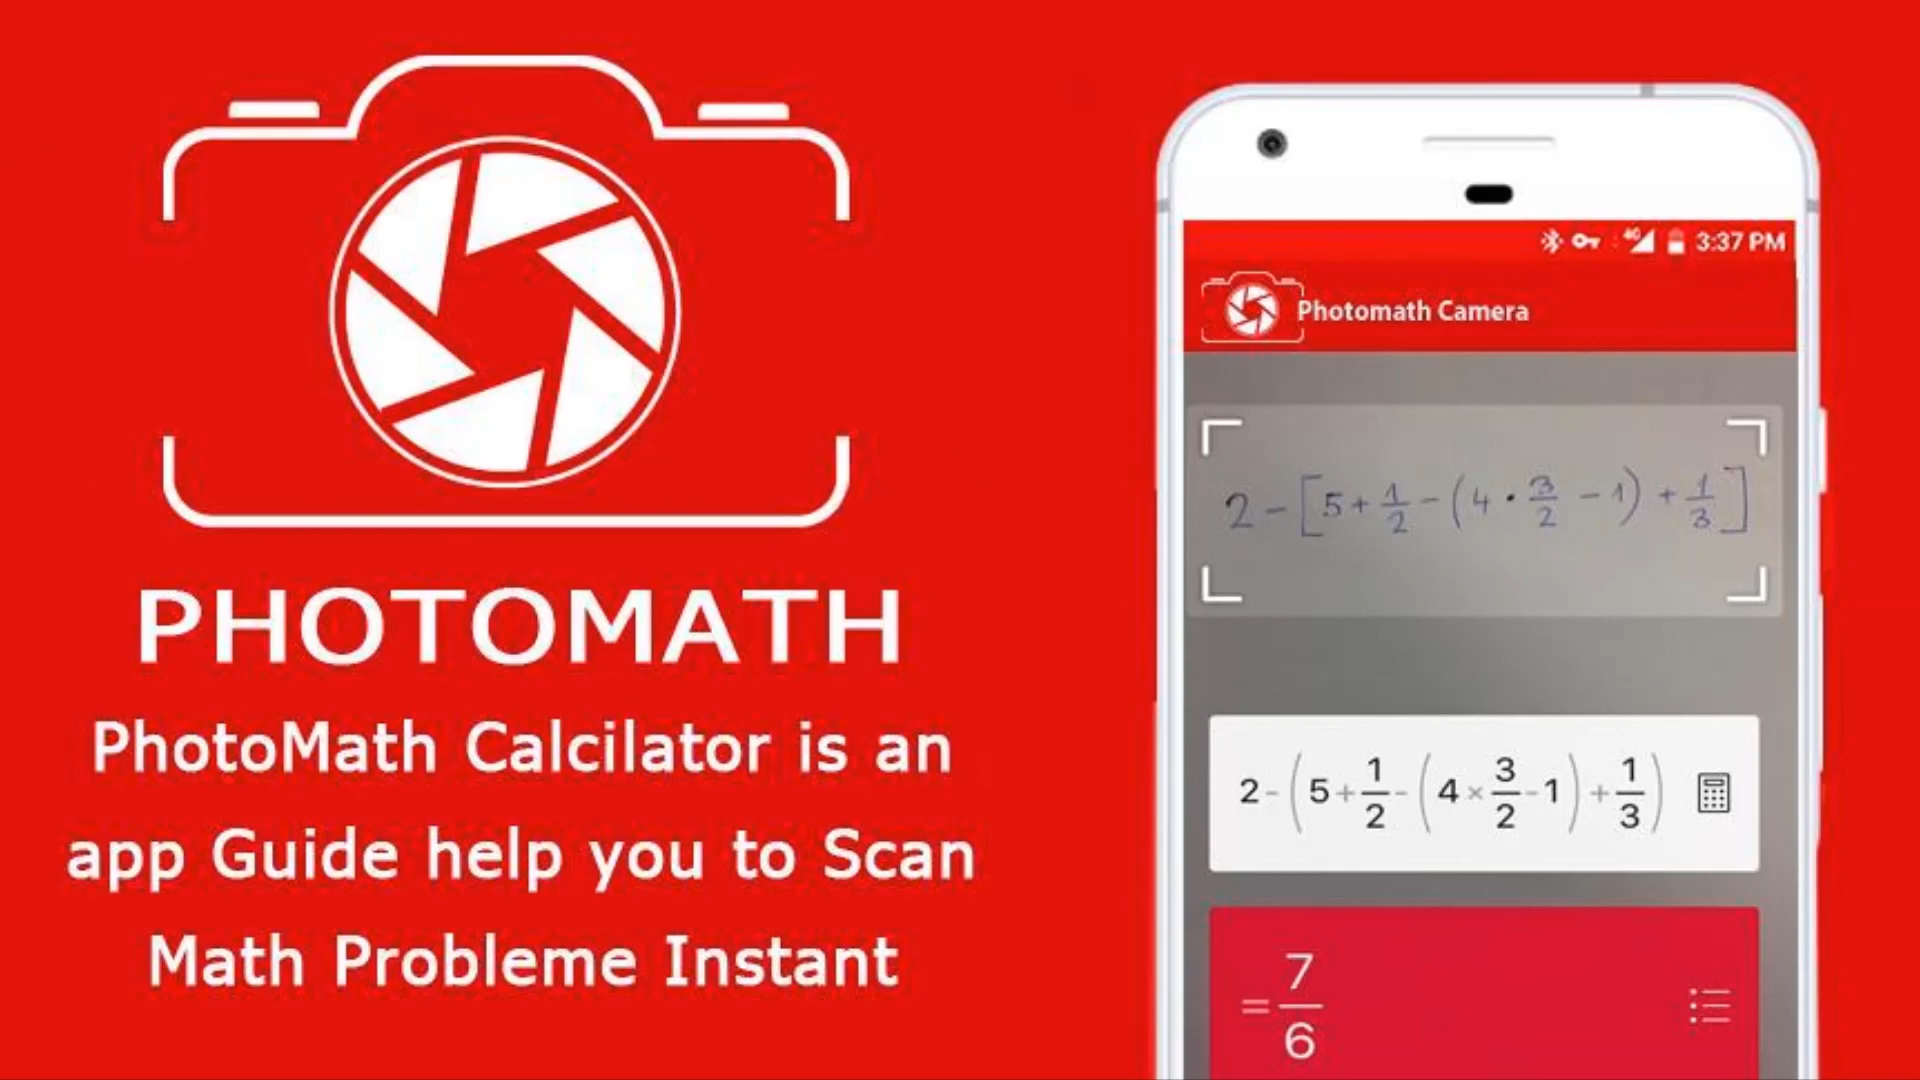 PHOTOMATH
PhotoMath Calcilator is an
app Guide help you to Scan
Math Probleme Instant
4G 3:37 PM
Photomath Camera
2 - [5 + 1/2 - (4 · 3/2 - 1) + 1/3]
2 - (5 + 1/2 - (4 × 3/2 - 1) + 1/3)
= 7/6